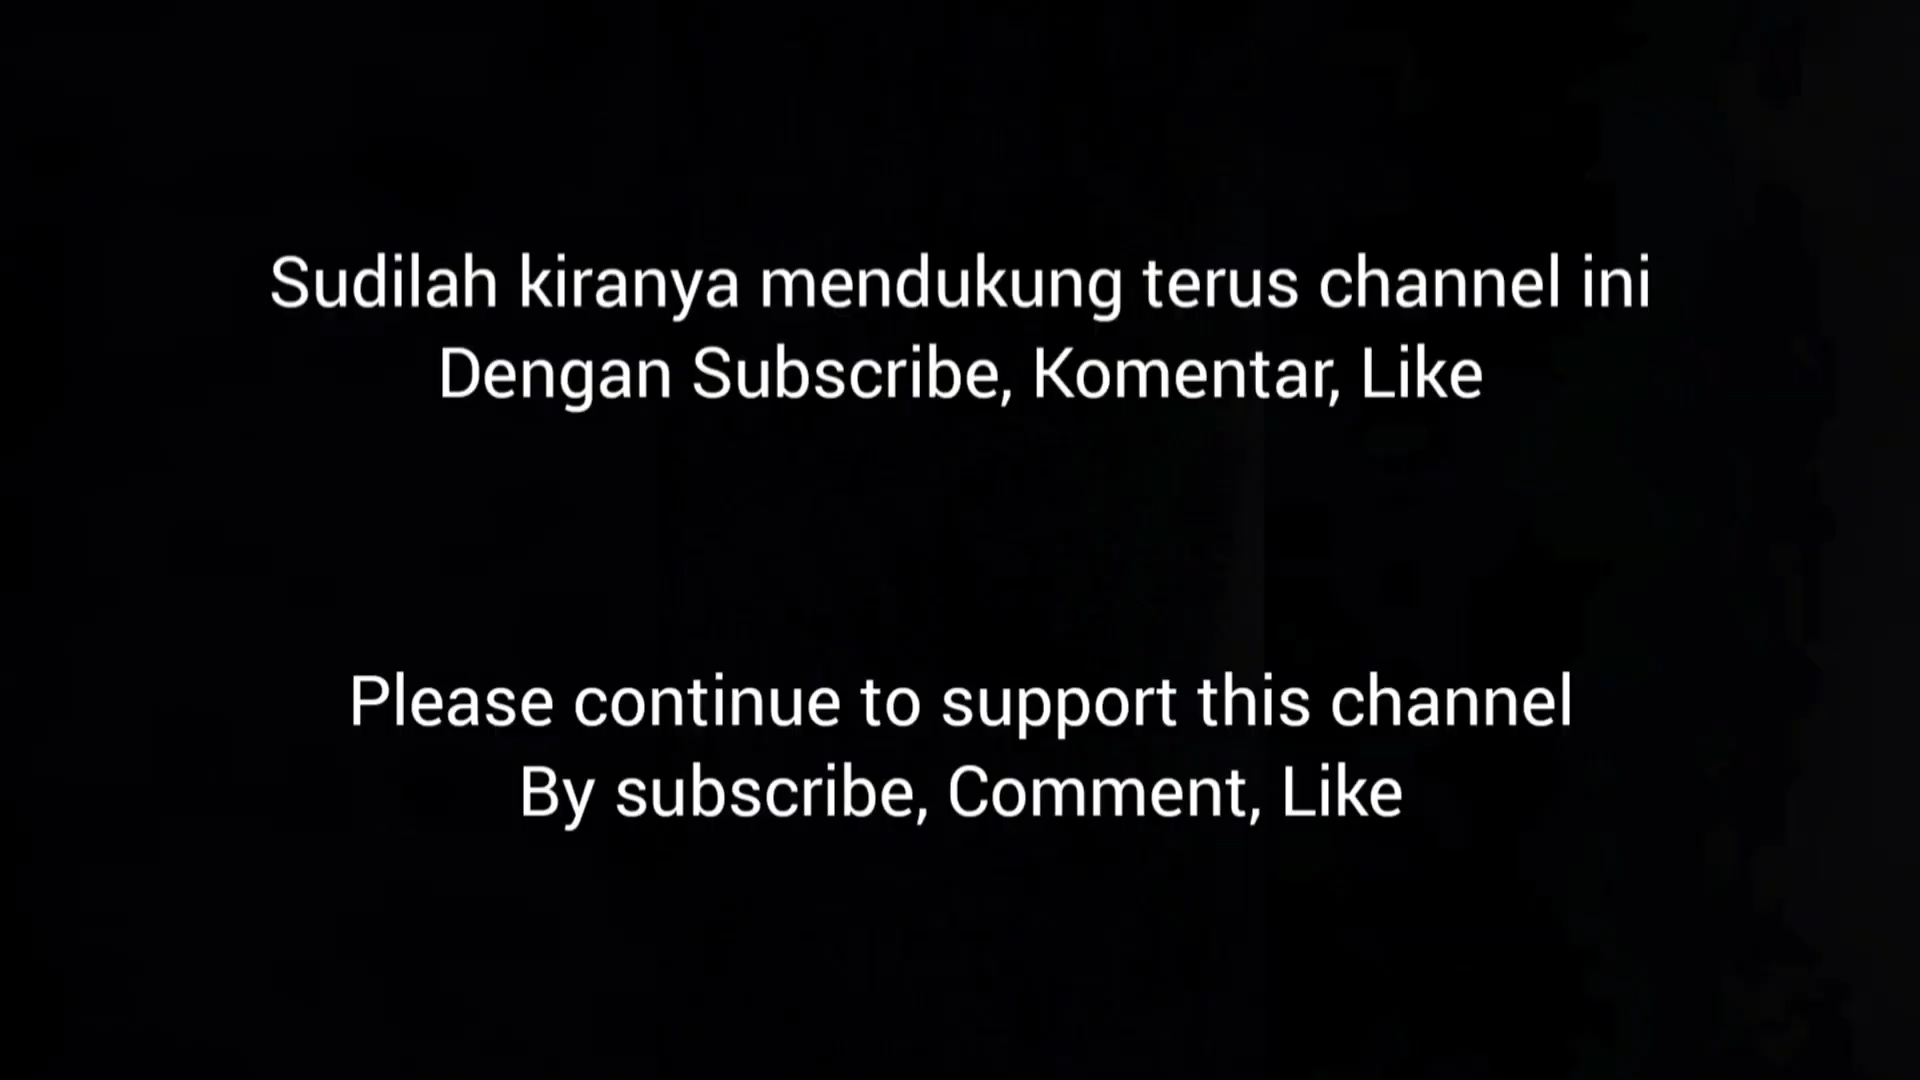 Sudilah kiranya mendukung terus channel ini
Dengan Subscribe, Komentar, Like
Please continue to support this channel
By subscribe, Comment, Like